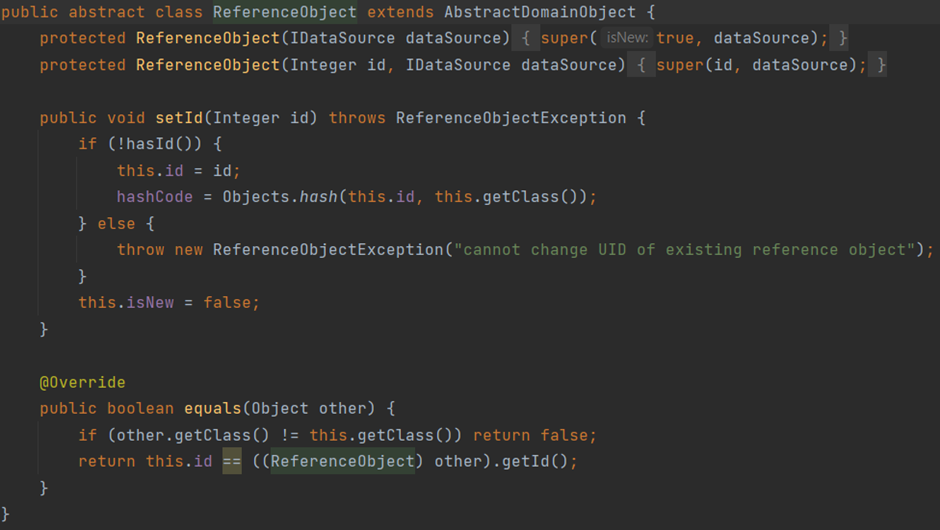 public abstract class ReferenceObject extends AbstractDomainObject {
    protected ReferenceObject(IDataSource dataSource) { super( isNew: true, dataSource); }
    protected ReferenceObject(Integer id, IDataSource dataSource) { super(id, dataSource); }
    public void setId(Integer id) throws ReferenceObjectException {
        if (!hasId()) {
            this.id = id;
            hashCode = Objects.hash(this.id, this.getClass());
        } else {
            throw new ReferenceObjectException("cannot change UID of existing reference object");
        }
        this.isNew = false;
    }
    @Override
    public boolean equals(Object other) {
        if (other.getClass() != this.getClass()) return false;
        return this.id == ((ReferenceObject) other).getId();
    }
}